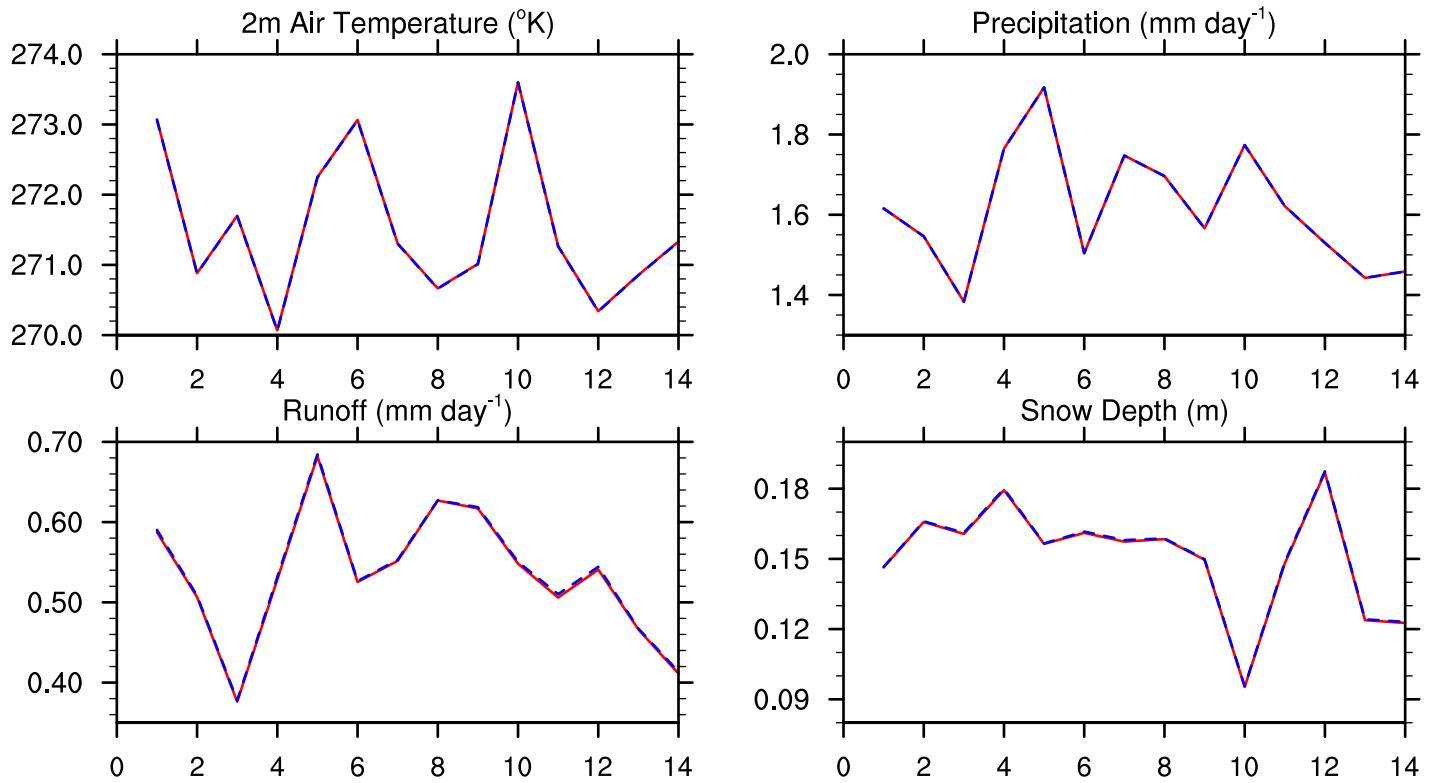 2m Air Temperature (°K)
274.0
273.0
272.0
271.0
270.0
0 2 4 6 8 10 12 14
Precipitation (mm day⁻¹)
2.0
1.8
1.6
1.4
0 2 4 6 8 10 12 14
Runoff (mm day⁻¹)
0.70
0.60
0.50
0.40
0 2 4 6 8 10 12 14
Snow Depth (m)
0.18
0.15
0.12
0.09
0 2 4 6 8 10 12 14